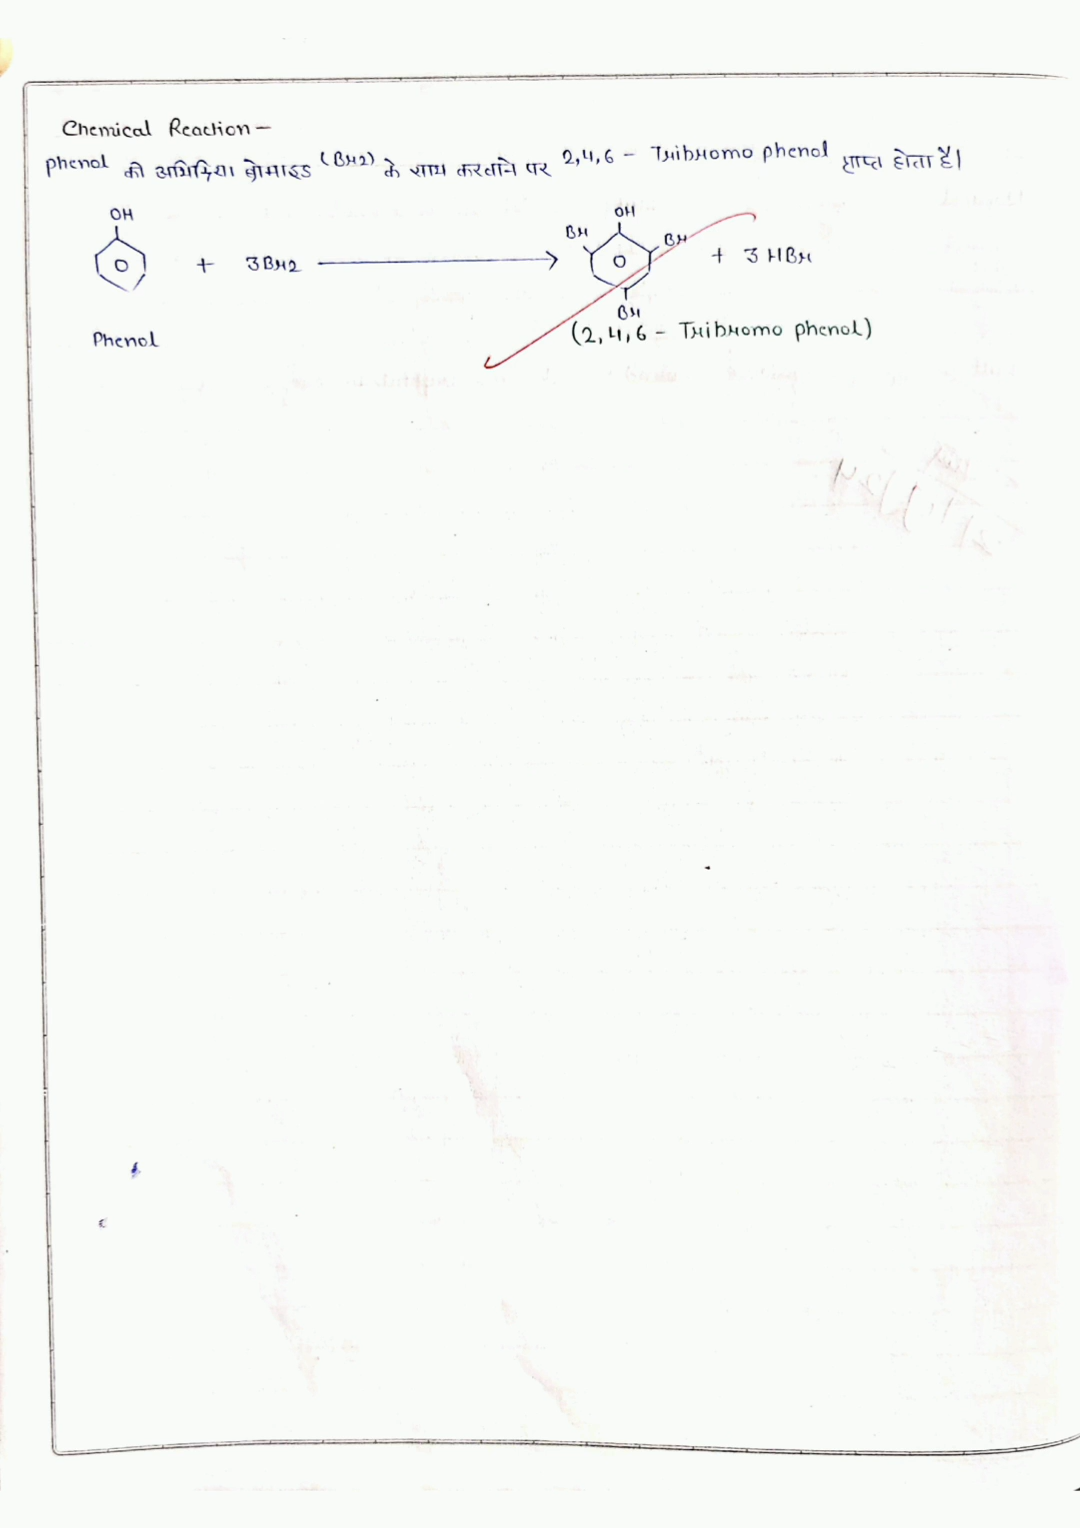 Chemical Reaction -
phenol की अभिक्रिया ब्रोमाइड (Br2) के साथ करवाने पर 2,4,6 - Tribromo phenol प्राप्त होता है।
OH OH
Br Br
+ 3Br2 + 3 HBr
Br
Phenol (2,4,6 - Tribromo phenol)